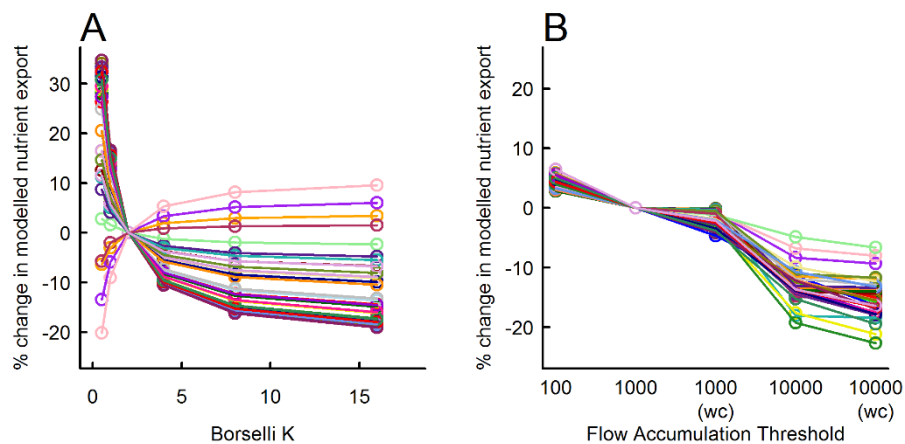 A
% change in modelled nutrient export
30
20
10
0
-10
-20
0 5 10 15
Borselli K
B
% change in modelled nutrient export
20
10
0
-10
-20
100 1000 1000 (wc) 10000 10000 (wc)
Flow Accumulation Threshold